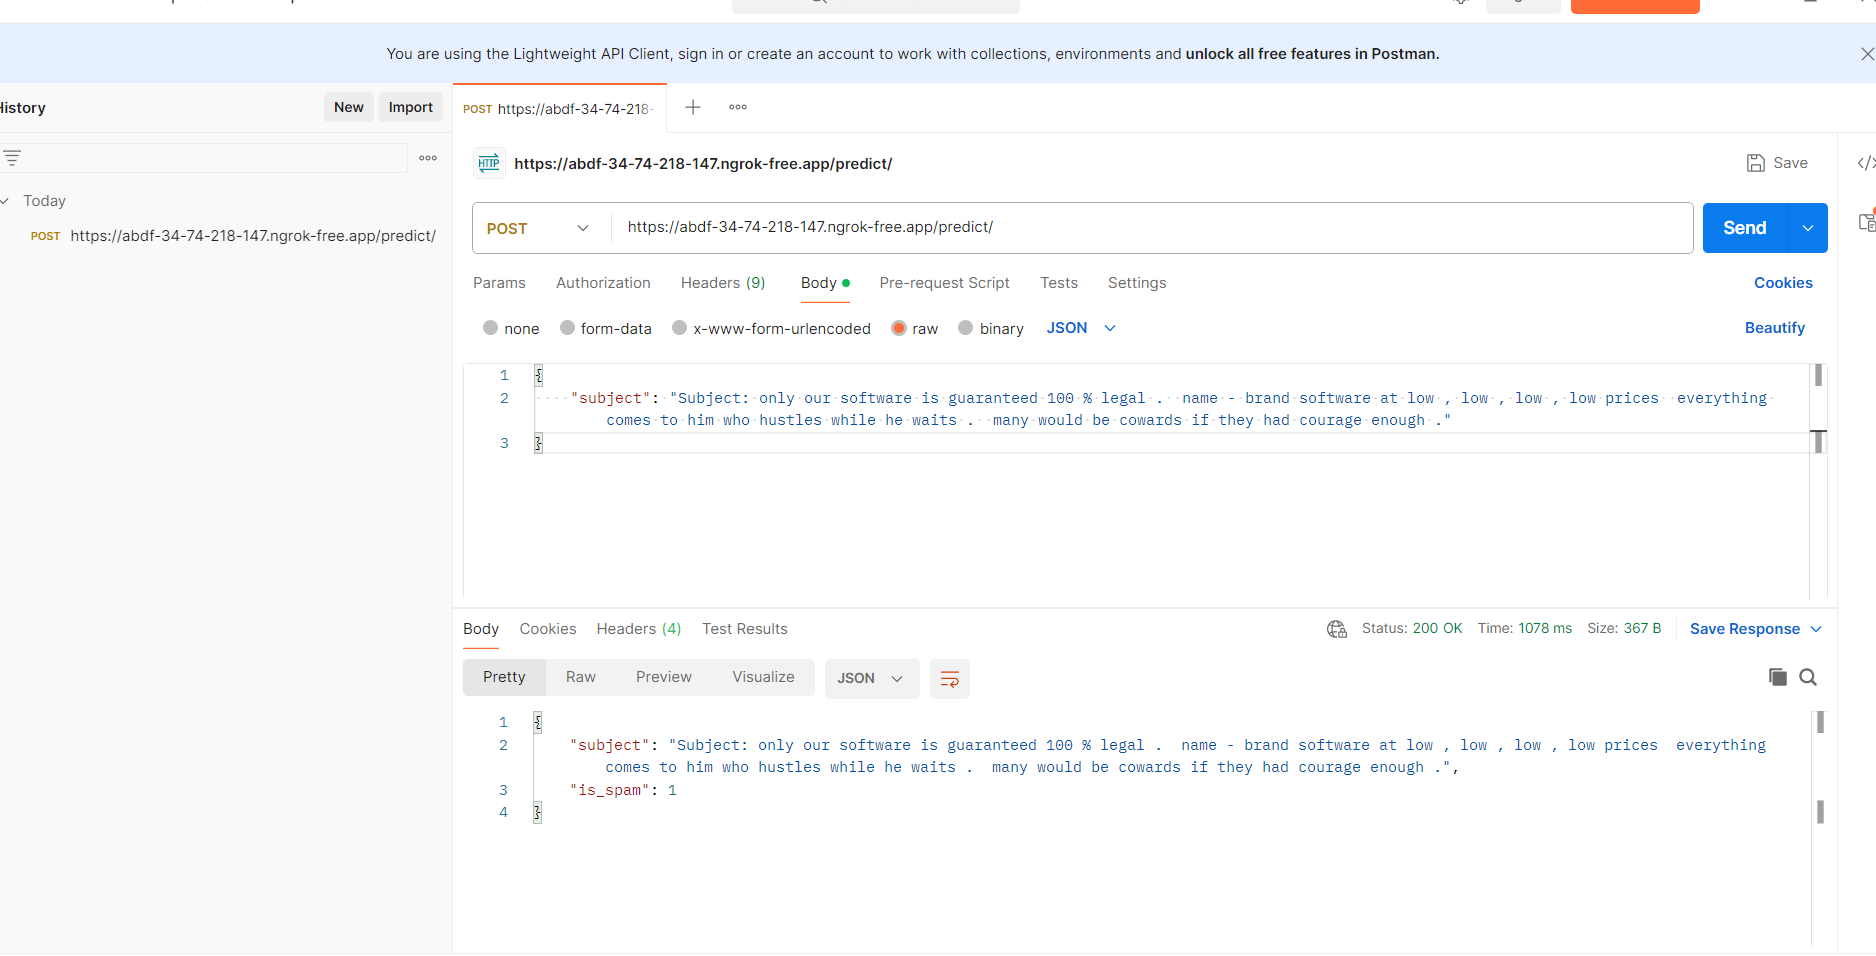 You are using the Lightweight API Client, sign in or create an account to work with collections, environments and unlock all free features in Postman.
History
New
Import
POST https://abdf-34-74-218-
Today
POST https://abdf-34-74-218-147.ngrok-free.app/predict/
HTTP https://abdf-34-74-218-147.ngrok-free.app/predict/
Save
POST
https://abdf-34-74-218-147.ngrok-free.app/predict/
Send
Params Authorization Headers (9) Body Pre-request Script Tests Settings
Cookies
none form-data x-www-form-urlencoded raw binary JSON
Beautify
1 {
2 "subject": "Subject: only our software is guaranteed 100 % legal .  name - brand software at low , low , low , low prices  everything
comes to him who hustles while he waits .  many would be cowards if they had courage enough ."
3 }
Body Cookies Headers (4) Test Results
Status: 200 OK Time: 1078 ms Size: 367 B
Save Response
Pretty Raw Preview Visualize JSON
1 {
2 "subject": "Subject: only our software is guaranteed 100 % legal .  name - brand software at low , low , low , low prices  everything
comes to him who hustles while he waits .  many would be cowards if they had courage enough .",
3 "is_spam": 1
4 }